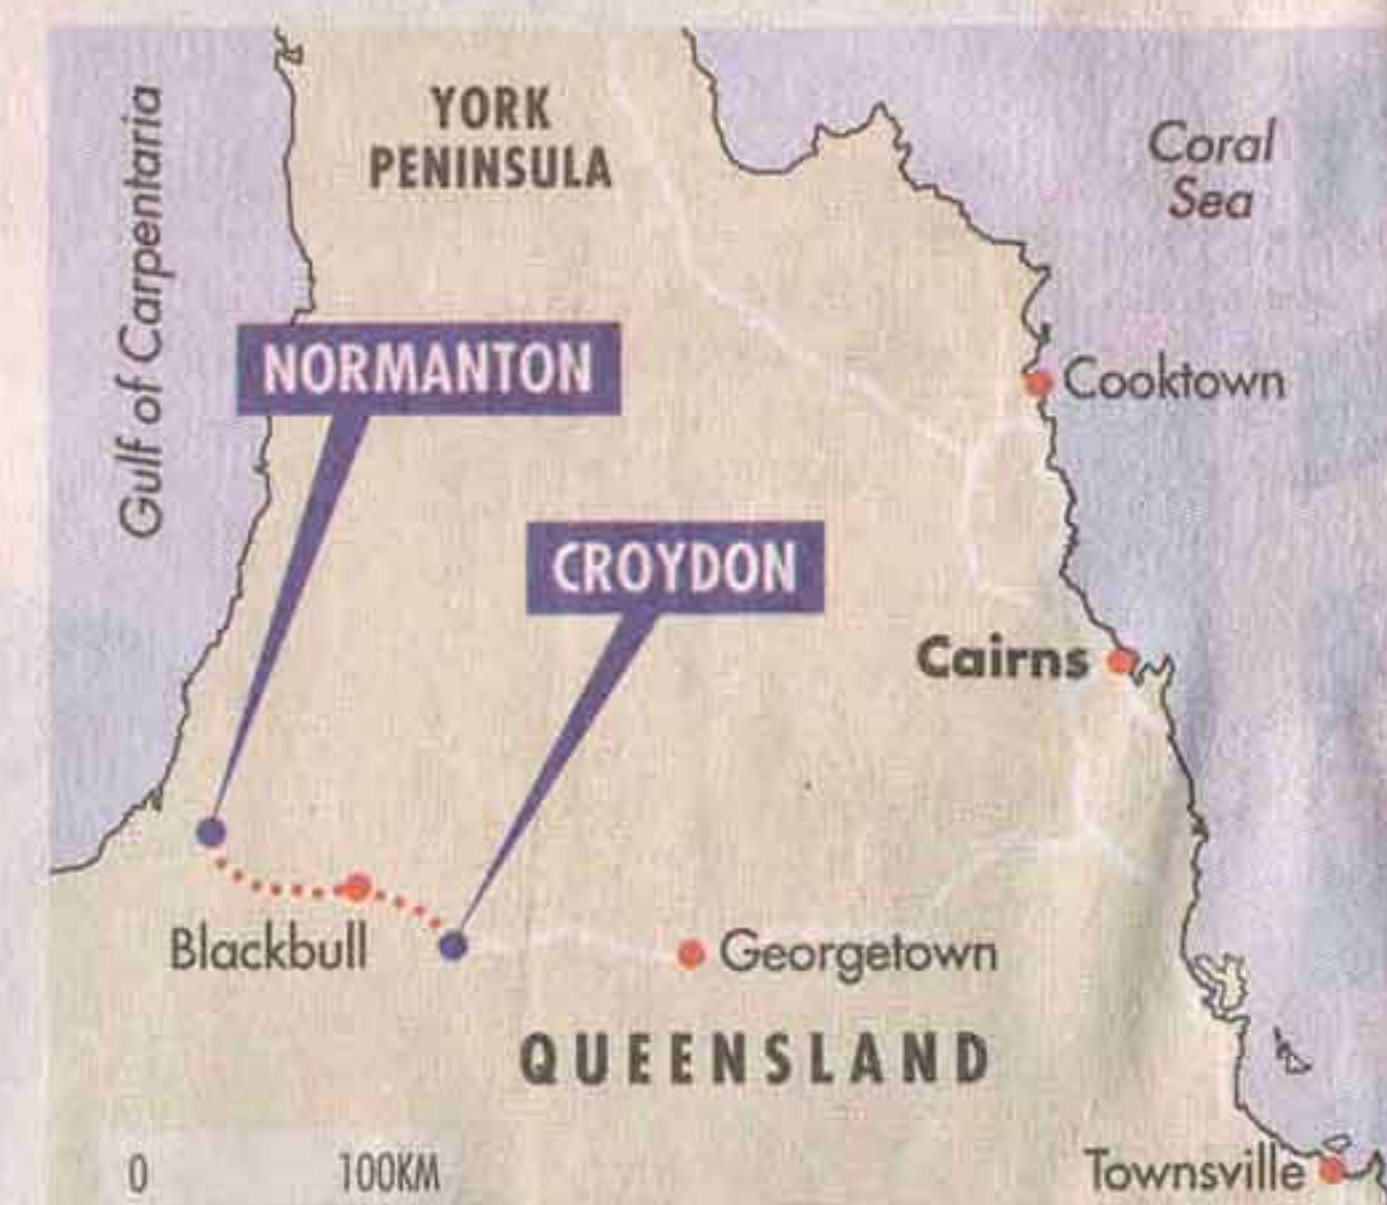 YORK
PENINSULA
Coral
Sea
Gulf of Carpentaria
NORMANTON
Cooktown
CROYDON
Cairns
Blackbull
Georgetown
QUEENSLAND
0 100KM
Townsville